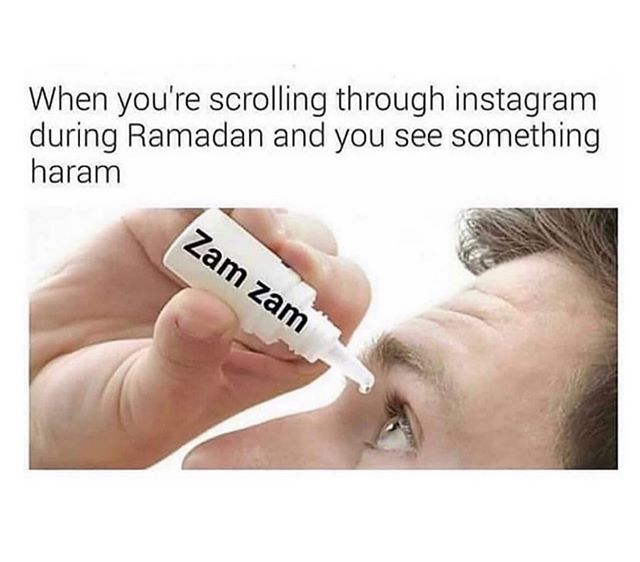 When you're scrolling through instagram
during Ramadan and you see something
haram
Zam zam